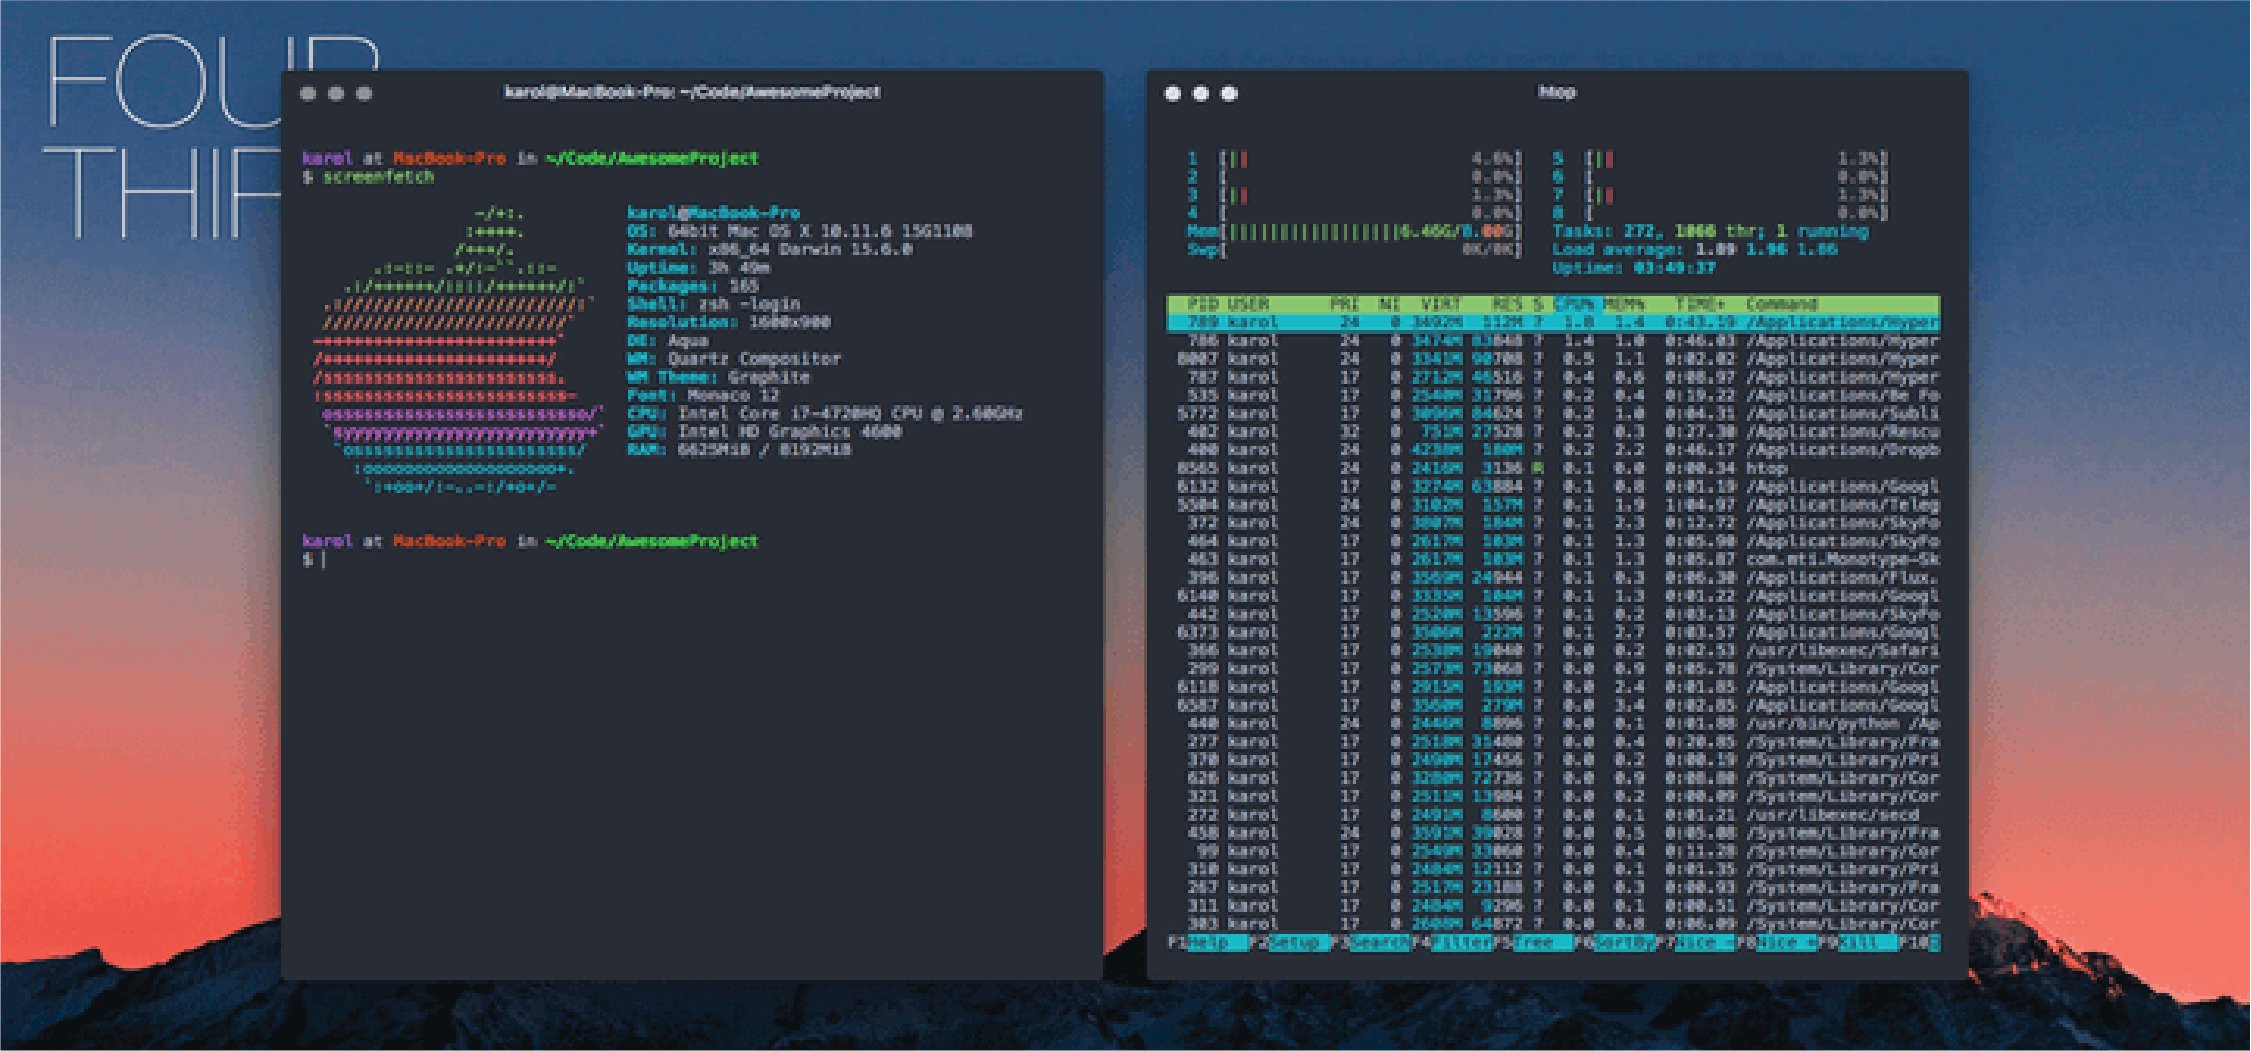 FOUR
THIR
karol@MacBook-Pro: ~/Code/AwesomeProject
karol at MacBook-Pro in ~/Code/AwesomeProject
$ screenfetch
-/+:.
:++++.
/+++/.
.:-::- .+/:-``.::-
.:/++++++/::::/++++++/:`
.:///////////////////////:`
////////////////////////`
-+++++++++++++++++++++++`
/++++++++++++++++++++++/
/sssssssssssssssssssssss.
:ssssssssssssssssssssssss-
osssssssssssssssssssssssso/`
`syyyyyyyyyyyyyyyyyyyyyyyy+`
`ossssssssssssssssssssss/
:ooooooooooooooooooo+.
`:+oo+/:-..-:/+o+/-
karol@MacBook-Pro
OS: 64bit Mac OS X 10.11.6 15G1108
Kernel: x86_64 Darwin 15.6.0
Uptime: 3h 49m
Packages: 165
Shell: zsh -login
Resolution: 1600x900
DE: Aqua
WM: Quartz Compositor
WM Theme: Graphite
Font: Monaco 12
CPU: Intel Core i7-4720HQ CPU @ 2.60GHz
GPU: Intel HD Graphics 4600
RAM: 6625MiB / 8192MiB
karol at MacBook-Pro in ~/Code/AwesomeProject
$
htop
1 [|| 4.6%] 5 [|| 1.3%]
2 [ 0.0%] 6 [ 0.0%]
3 [|| 1.3%] 7 [|| 1.3%]
4 [ 0.0%] 8 [ 0.0%]
Mem[||||||||||||||||||6.46G/8.00G] Tasks: 272, 1066 thr; 1 running
Swp[ 0K/0K] Load average: 1.89 1.96 1.86
Uptime: 03:49:37
PID USER PRI NI VIRT RES S CPU% MEM% TIME+ Command
789 karol 24 0 3492M 112M ? 1.8 1.4 0:43.19 /Applications/Hyper
786 karol 24 0 3474M 83848 ? 1.4 1.0 0:46.03 /Applications/Hyper
8007 karol 24 0 3341M 90708 ? 0.5 1.1 0:02.02 /Applications/Hyper
787 karol 17 0 2712M 46516 ? 0.4 0.6 0:08.97 /Applications/Hyper
535 karol 17 0 2540M 31796 ? 0.2 0.4 0:19.22 /Applications/Be Fo
5772 karol 17 0 3096M 84624 ? 0.2 1.0 0:04.31 /Applications/Subli
402 karol 32 0 751M 27528 ? 0.2 0.3 0:27.30 /Applications/Rescu
400 karol 24 0 4238M 180M ? 0.2 2.2 0:46.17 /Applications/Dropb
8565 karol 24 0 2416M 3136 R 0.1 0.0 0:00.34 htop
6132 karol 17 0 3274M 63884 ? 0.1 0.8 0:01.19 /Applications/Googl
5504 karol 24 0 3102M 157M ? 0.1 1.9 1:04.97 /Applications/Teleg
372 karol 24 0 3807M 184M ? 0.1 2.3 0:12.72 /Applications/SkyFo
464 karol 17 0 2617M 103M ? 0.1 1.3 0:05.90 /Applications/SkyFo
463 karol 17 0 2617M 103M ? 0.1 1.3 0:05.87 com.mti.Monotype-Sk
396 karol 17 0 3569M 24944 ? 0.1 0.3 0:06.30 /Applications/Flux.
6140 karol 17 0 3335M 104M ? 0.1 1.3 0:01.22 /Applications/Googl
442 karol 17 0 2520M 13596 ? 0.1 0.2 0:03.13 /Applications/SkyFo
6373 karol 17 0 3506M 222M ? 0.1 2.7 0:03.57 /Applications/Googl
366 karol 17 0 2538M 19040 ? 0.0 0.2 0:02.53 /usr/libexec/Safari
299 karol 17 0 2573M 73068 ? 0.0 0.9 0:05.78 /System/Library/Cor
6118 karol 17 0 2915M 193M ? 0.0 2.4 0:01.85 /Applications/Googl
6587 karol 17 0 3560M 279M ? 0.0 3.4 0:02.85 /Applications/Googl
440 karol 24 0 2446M 8896 ? 0.0 0.1 0:01.88 /usr/bin/python /Ap
277 karol 17 0 2518M 31480 ? 0.0 0.4 0:20.85 /System/Library/Fra
370 karol 17 0 2490M 17456 ? 0.0 0.2 0:00.19 /System/Library/Pri
626 karol 17 0 3280M 72736 ? 0.0 0.9 0:08.80 /System/Library/Cor
321 karol 17 0 2511M 13984 ? 0.0 0.2 0:00.09 /System/Library/Cor
272 karol 17 0 2491M 8600 ? 0.0 0.1 0:01.21 /usr/libexec/secd
458 karol 24 0 3591M 39028 ? 0.0 0.5 0:05.08 /System/Library/Fra
99 karol 17 0 2549M 33060 ? 0.0 0.4 0:11.28 /System/Library/Cor
310 karol 17 0 2484M 12112 ? 0.0 0.1 0:01.35 /System/Library/Pri
267 karol 17 0 2517M 23188 ? 0.0 0.3 0:00.93 /System/Library/Fra
311 karol 17 0 2484M 9296 ? 0.0 0.1 0:00.51 /System/Library/Cor
303 karol 17 0 2608M 64872 ? 0.0 0.8 0:06.09 /System/Library/Cor
F1Help F2Setup F3SearchF4FilterF5Tree F6SortByF7Nice -F8Nice +F9Kill F10